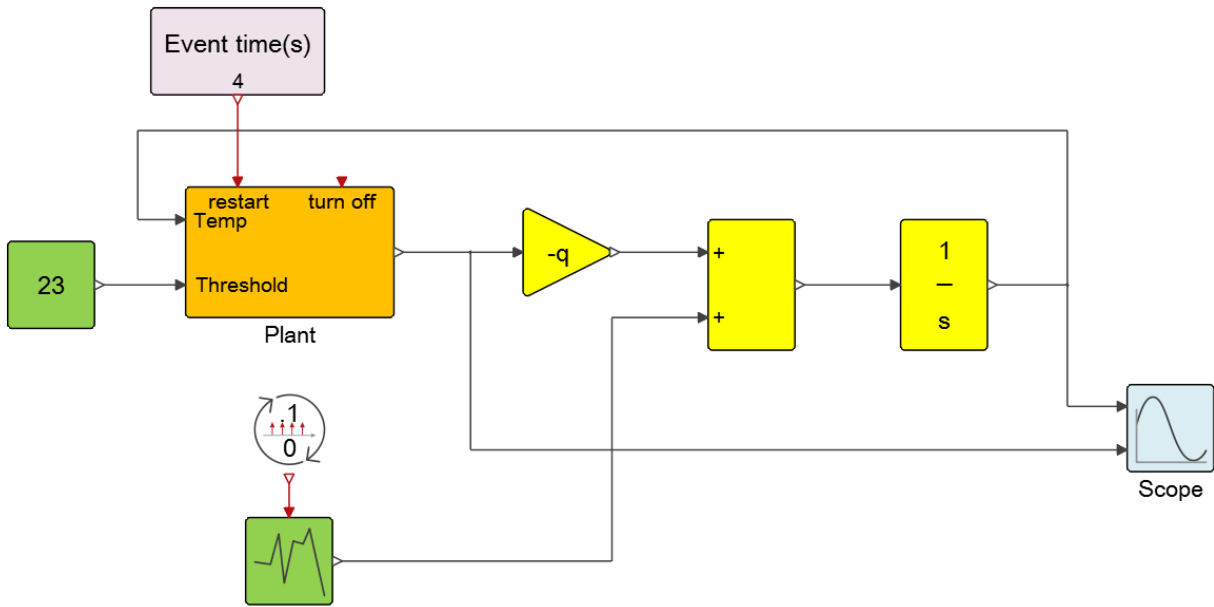 Event time(s)
4
restart
turn off
Temp
23
Threshold
Plant
-q
+
+
1
s
.1
0
Scope